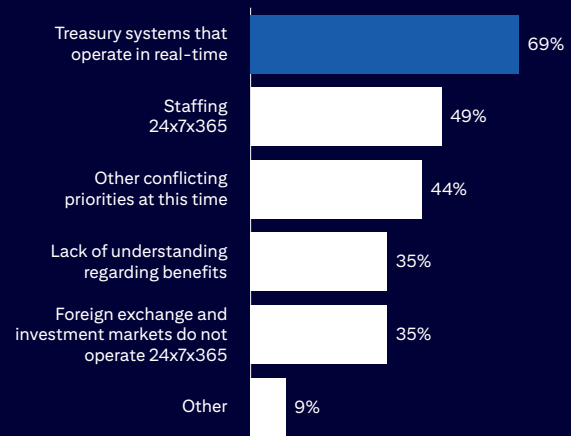 Treasury systems that
operate in real-time
69%
Staffing
24x7x365
49%
Other conflicting
priorities at this time
44%
Lack of understanding
regarding benefits
35%
Foreign exchange and
investment markets do not
operate 24x7x365
35%
Other
9%